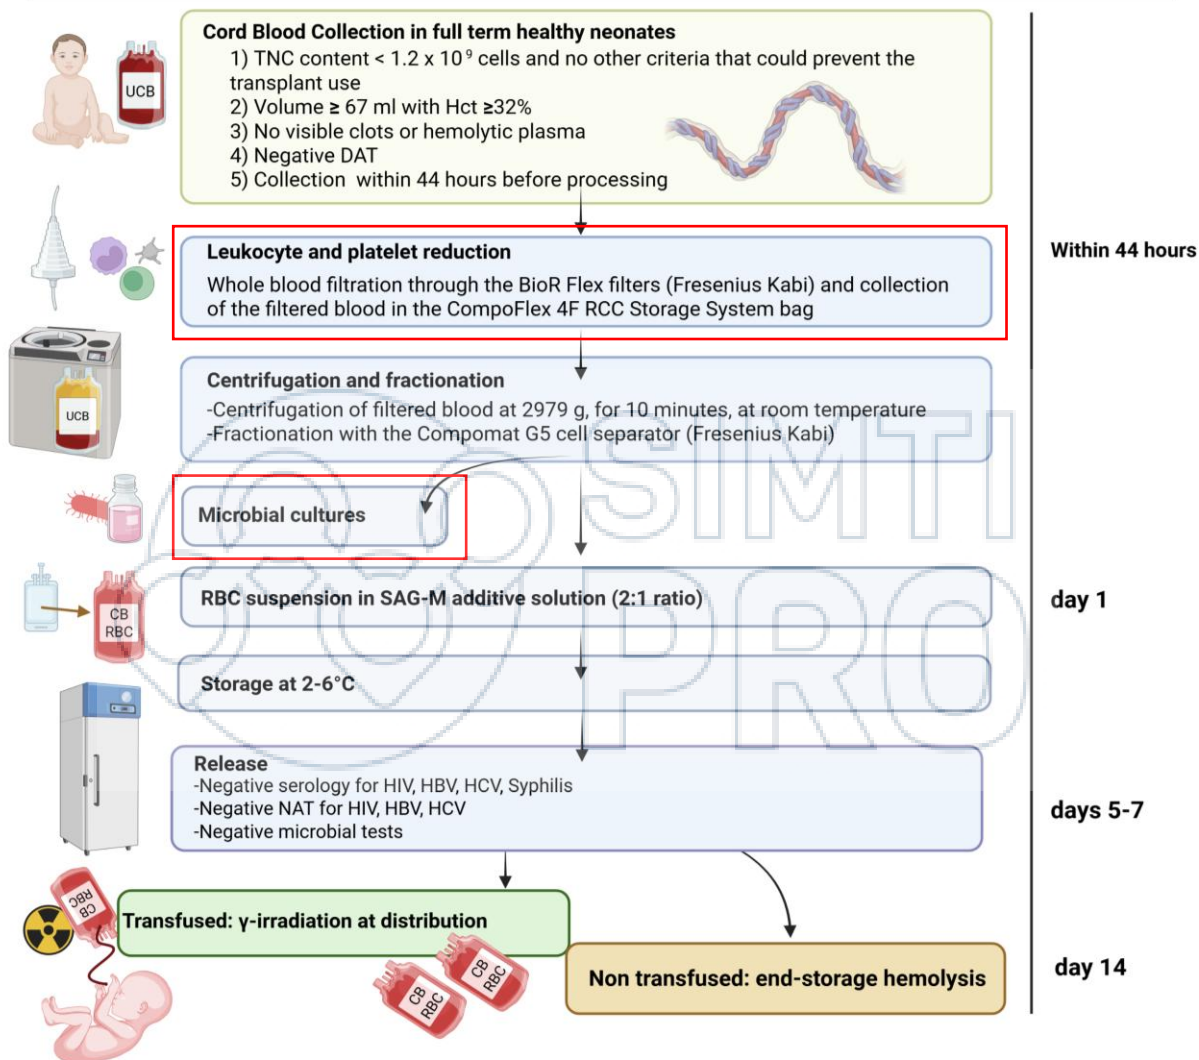 Cord Blood Collection in full term healthy neonates
1) TNC content < 1.2 x 10⁹ cells and no other criteria that could prevent the
transplant use
2) Volume ≥ 67 ml with Hct ≥32%
3) No visible clots or hemolytic plasma
4) Negative DAT
5) Collection within 44 hours before processing
UCB
Leukocyte and platelet reduction
Whole blood filtration through the BioR Flex filters (Fresenius Kabi) and collection
of the filtered blood in the CompoFlex 4F RCC Storage System bag
Within 44 hours
Centrifugation and fractionation
-Centrifugation of filtered blood at 2979 g, for 10 minutes, at room temperature
-Fractionation with the Compomat G5 cell separator (Fresenius Kabi)
UCB
Microbial cultures
SIMTI
PRO
RBC suspension in SAG-M additive solution (2:1 ratio)
CB
RBC
day 1
Storage at 2-6°C
Release
-Negative serology for HIV, HBV, HCV, Syphilis
-Negative NAT for HIV, HBV, HCV
-Negative microbial tests
days 5-7
CB
RBC
Transfused: γ-irradiation at distribution
CB
RBC
CB
RBC
Non transfused: end-storage hemolysis
day 14